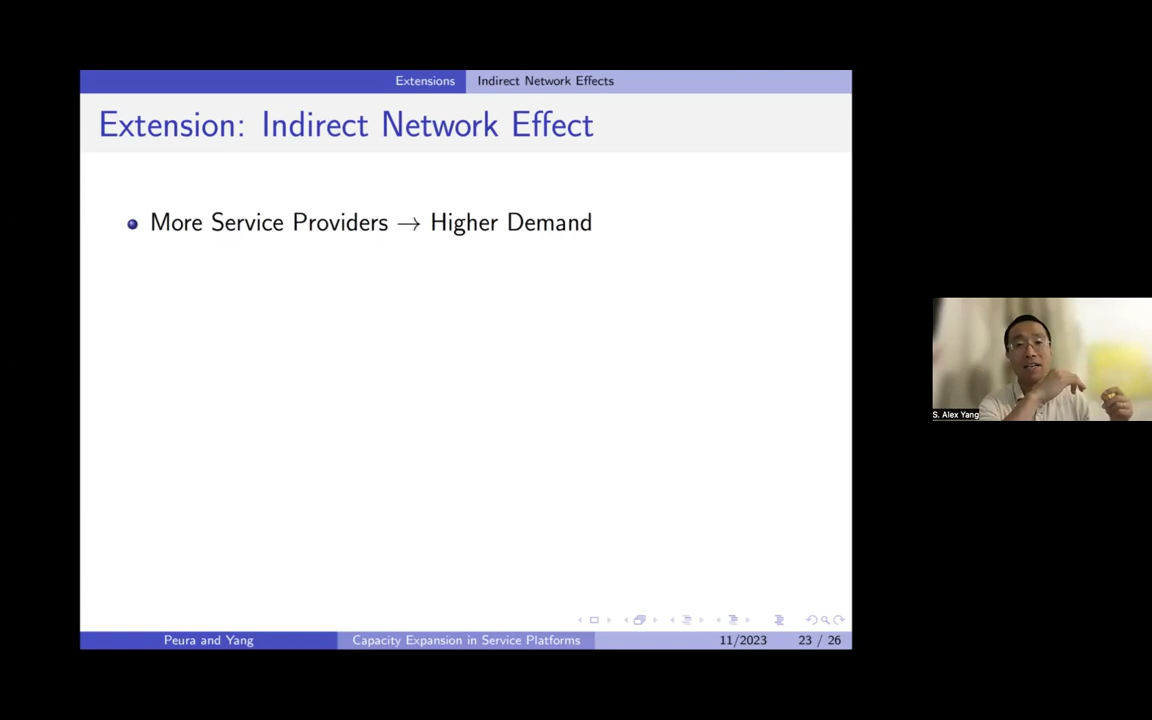 Extensions Indirect Network Effects
Extension: Indirect Network Effect
More Service Providers → Higher Demand
S. Alex Yang
Peura and Yang Capacity Expansion in Service Platforms 11/2023 23 / 26